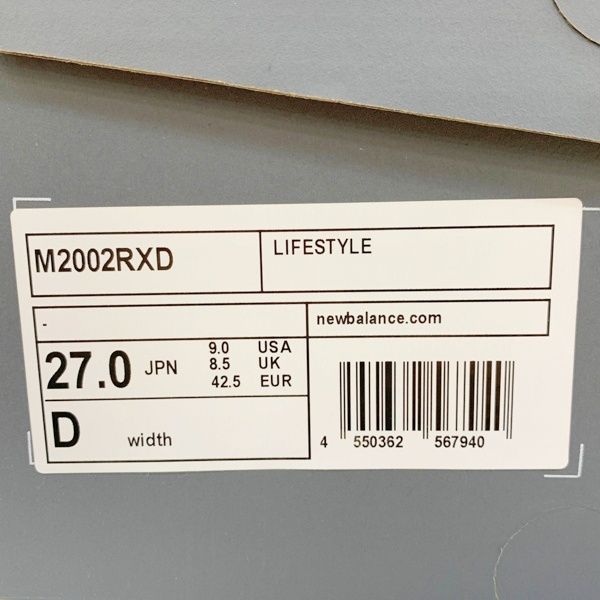 M2002RXD
LIFESTYLE
-
newbalance.com
27.0 JPN
9.0 USA
8.5 UK
42.5 EUR
D width
4 550362 567940